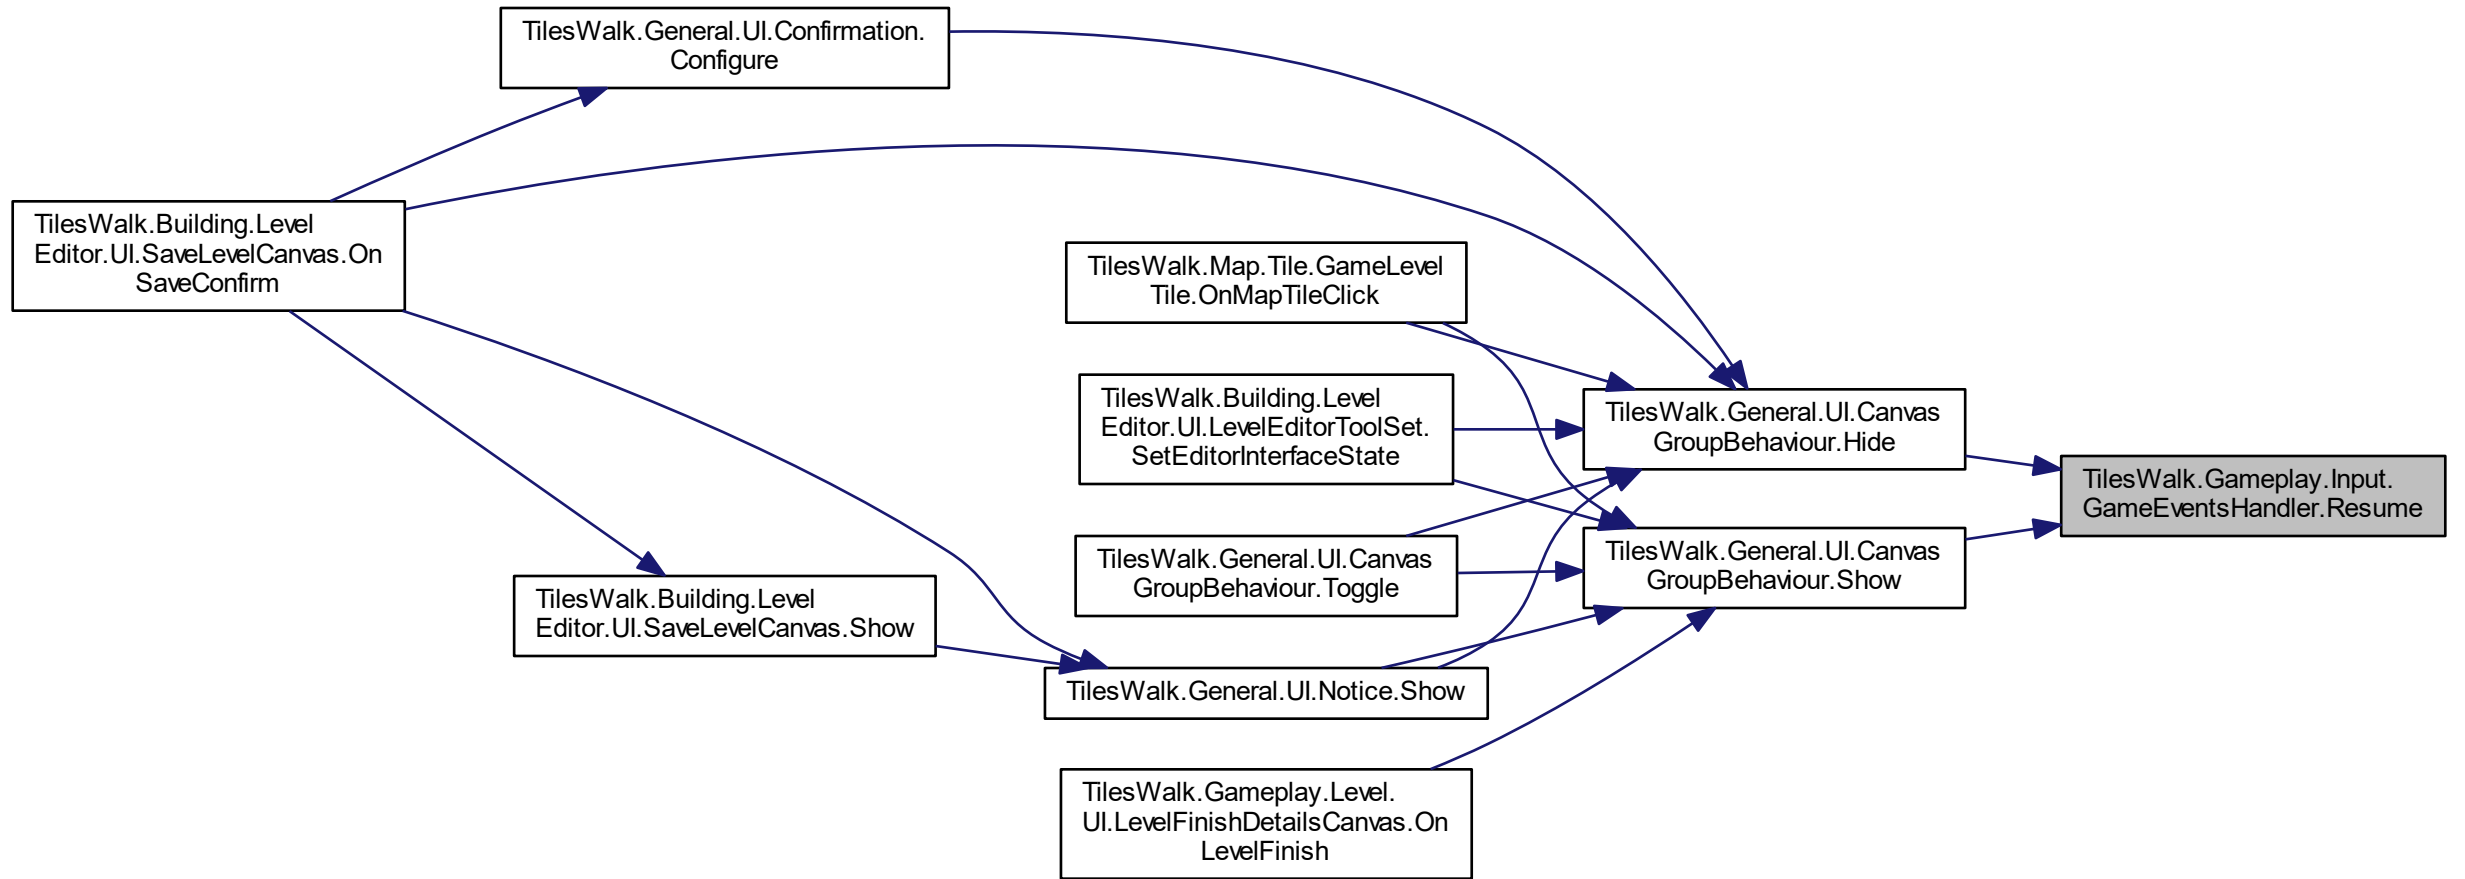 TilesWalk.General.UI.Confirmation.
Configure
TilesWalk.Building.Level
Editor.UI.SaveLevelCanvas.On
SaveConfirm
TilesWalk.Map.Tile.GameLevel
Tile.OnMapTileClick
TilesWalk.Building.Level
Editor.UI.LevelEditorToolSet.
SetEditorInterfaceState
TilesWalk.General.UI.Canvas
GroupBehaviour.Hide
TilesWalk.Gameplay.Input.
GameEventsHandler.Resume
TilesWalk.General.UI.Canvas
GroupBehaviour.Toggle
TilesWalk.General.UI.Canvas
GroupBehaviour.Show
TilesWalk.Building.Level
Editor.UI.SaveLevelCanvas.Show
TilesWalk.General.UI.Notice.Show
TilesWalk.Gameplay.Level.
UI.LevelFinishDetailsCanvas.On
LevelFinish